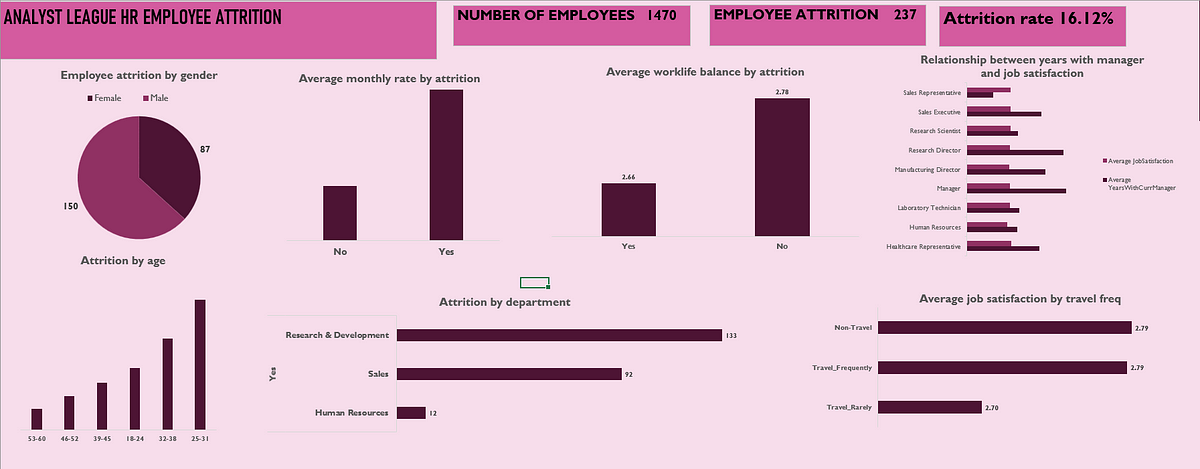 ANALYST LEAGUE HR EMPLOYEE ATTRITION
NUMBER OF EMPLOYEES 1470
EMPLOYEE ATTRITION 237
Attrition rate 16.12%
Employee attrition by gender
Female Male
87
150
Average monthly rate by attrition
No Yes
Average worklife balance by attrition
2.66
2.78
Yes No
Relationship between years with manager
and job satisfaction
Sales Representative
Sales Executive
Research Scientist
Research Director
Manufacturing Director
Manager
Laboratory Technician
Human Resources
Healthcare Representative
Average JobSatisfaction
Average
YearsWithCurrManager
Attrition by age
53-60 46-52 39-45 18-24 32-38 25-31
Attrition by department
Yes
Research & Development 133
Sales 92
Human Resources 12
Average job satisfaction by travel freq
Non-Travel 2.79
Travel_Frequently 2.79
Travel_Rarely 2.70